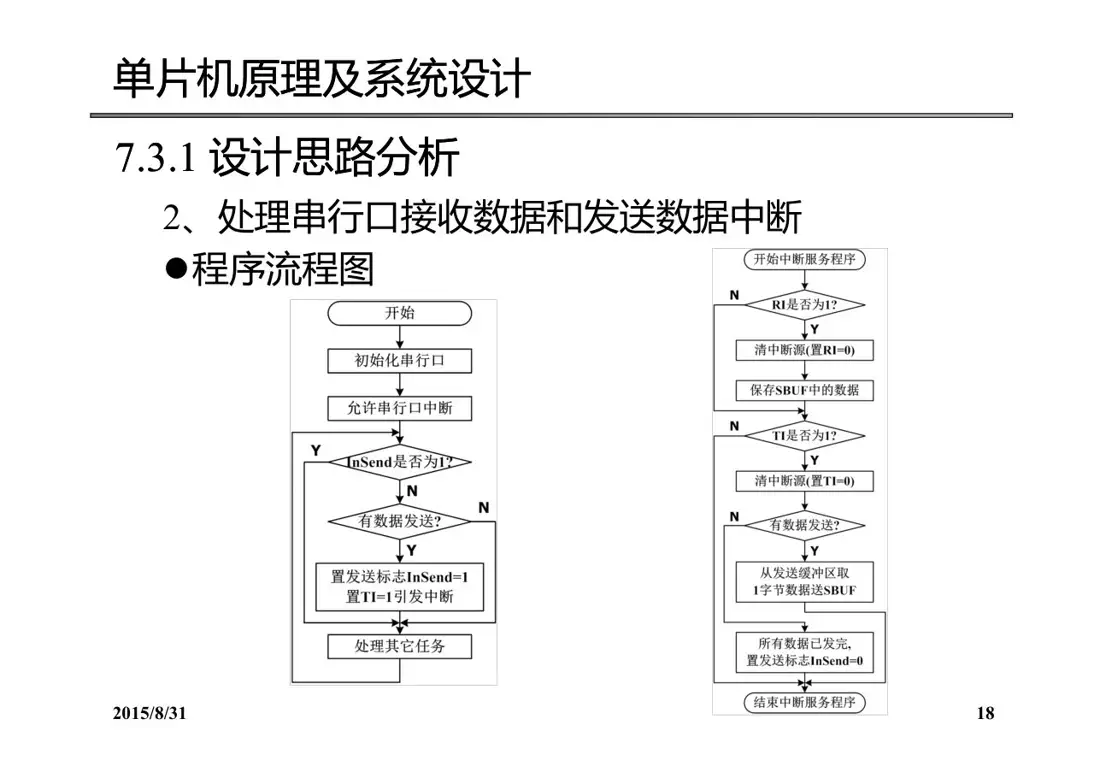 单片机原理及系统设计
7.3.1 设计思路分析
2、处理串行口接收数据和发送数据中断
●程序流程图
开始
初始化串行口
允许串行口中断
Y
InSend是否为1?
N
N
有数据发送?
Y
置发送标志InSend=1
置TI=1引发中断
处理其它任务
开始中断服务程序
N
RI是否为1?
Y
清中断源(置RI=0)
保存SBUF中的数据
N
TI是否为1?
Y
清中断源(置TI=0)
N
有数据发送?
Y
从发送缓冲区取
1字节数据送SBUF
所有数据已发完,
置发送标志InSend=0
结束中断服务程序
2015/8/31
18